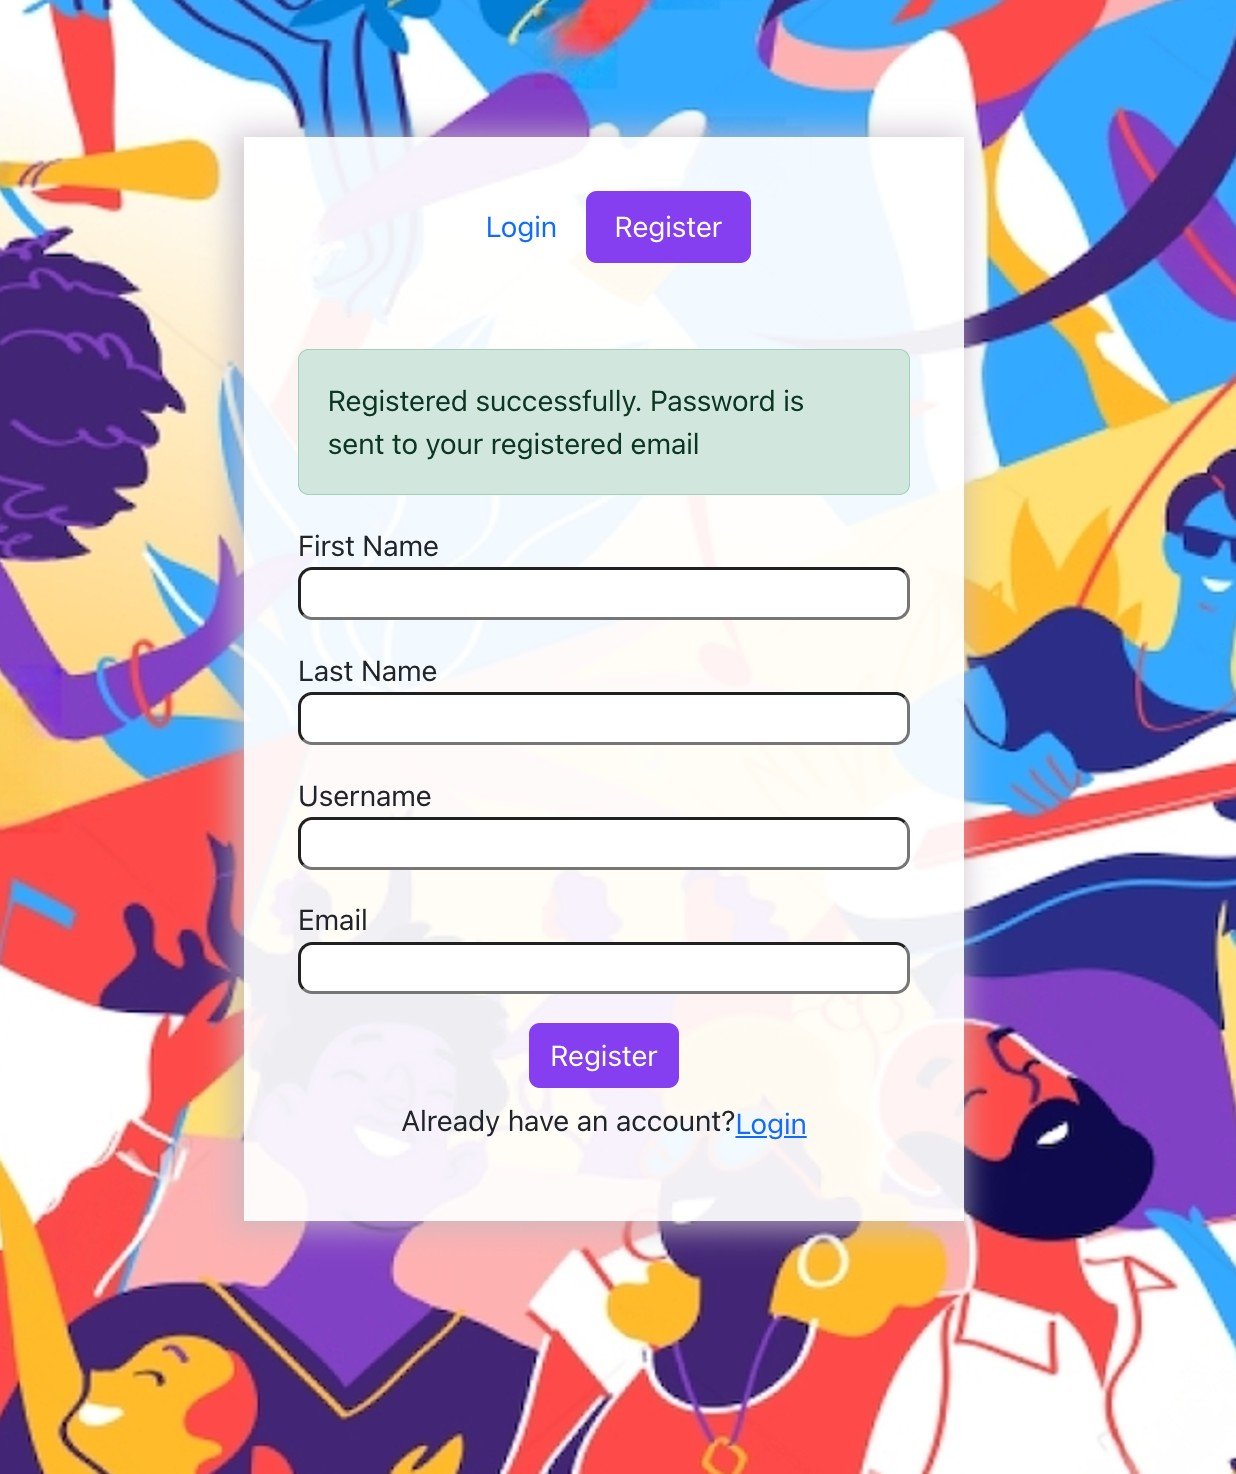 Login
Register
Registered successfully. Password is
sent to your registered email
First Name
Last Name
Username
Email
Register
Already have an account?Login